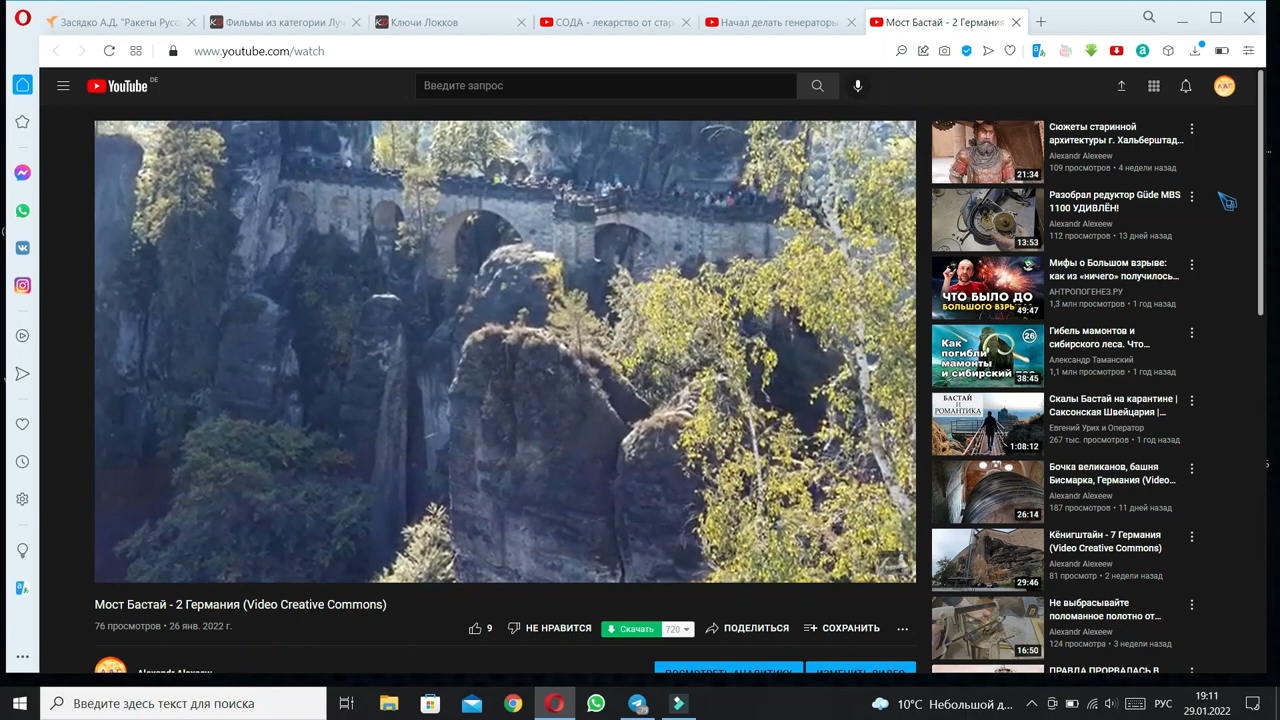 Засядко А.Д. "Ракеты Русс
Фильмы из категории Луч
Ключи Локков
СОДА - лекарство от стар
Начал делать генераторы
Мост Бастай - 2 Германия
www.youtube.com/watch
YouTube DE
Введите запрос
Сюжеты старинной
архитектуры г. Хальберштад...
Alexandr Alexeew
109 просмотров • 4 недели назад
21:34
Разобрал редуктор Güde MBS
1100 УДИВЛЁН!
Alexandr Alexeew
112 просмотров • 13 дней назад
13:53
Мифы о Большом взрыве:
как из «ничего» получилось...
АНТРОПОГЕНЕЗ.РУ
1,3 млн просмотров • 1 год назад
ЧТО БЫЛО ДО
БОЛЬШОГО ВЗРЫ
49:47
Гибель мамонтов и
сибирского леса. Что...
Александр Таманский
1,1 млн просмотров • 1 год назад
26
Как
погибли
мамонты
и сибирский
38:45
Скалы Бастай на карантине |
Саксонская Швейцария |...
Евгений Урих и Оператор
267 тыс. просмотров • 1 год назад
БАСТАЙ
И
РОМАНТИКА
1:08:12
Бочка великанов, башня
Бисмарка, Германия (Video...
Alexandr Alexeew
187 просмотров • 11 дней назад
26:14
Кёнигштайн - 7 Германия
(Video Creative Commons)
Alexandr Alexeew
81 просмотр • 2 недели назад
29:46
Не выбрасывайте
поломанное полотно от...
Alexandr Alexeew
124 просмотра • 3 недели назад
16:50
ПРАВДА ПРОРВАЛАСЬ В
Мост Бастай - 2 Германия (Video Creative Commons)
76 просмотров • 26 янв. 2022 г.
9
НЕ НРАВИТСЯ
Скачать 720
ПОДЕЛИТЬСЯ
СОХРАНИТЬ
Alexandr Alexeew
ПОСМОТРЕТЬ АНАЛИТИКУ
ИЗМЕНИТЬ ВИДЕО
Введите здесь текст для поиска
10°C Небольшой д...
РУС
19:11
29.01.2022